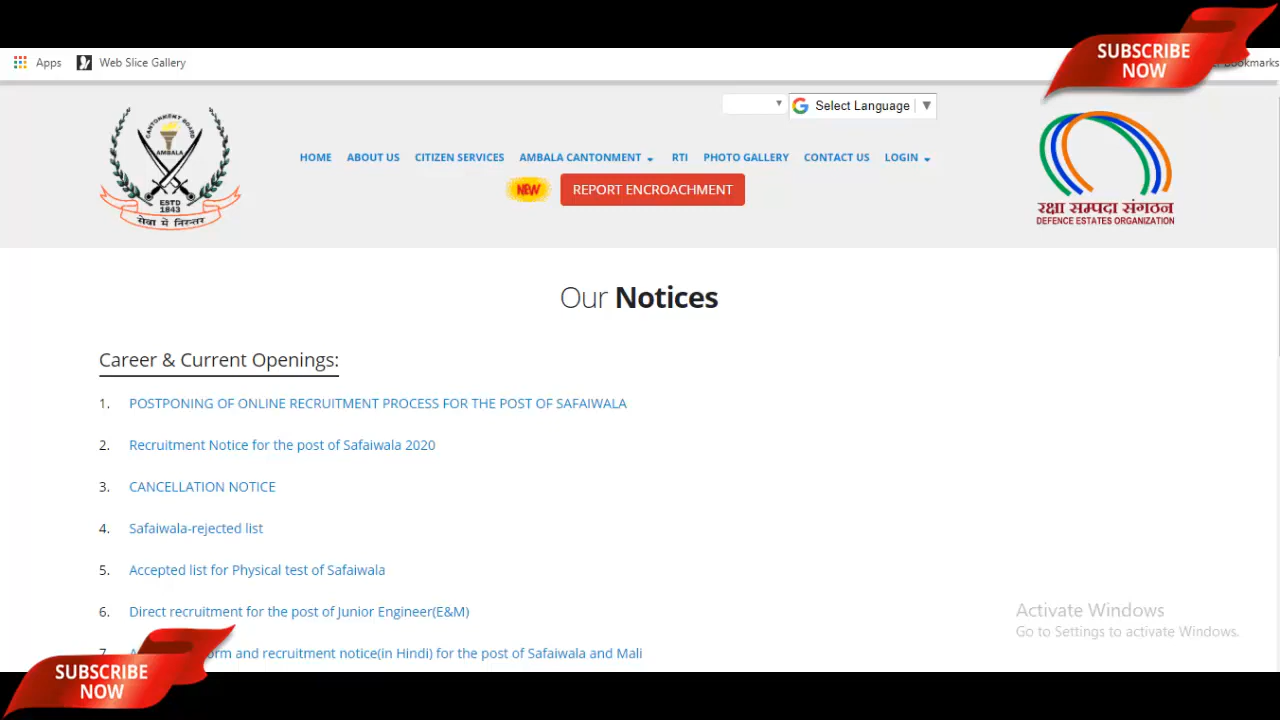 SUBSCRIBE
NOW
Apps
Web Slice Gallery
Bookmarks
Select Language
CANTONMENT BOARD
AMBALA
ESTD
1843
सेवा में निरन्तर
HOME ABOUT US CITIZEN SERVICES AMBALA CANTONMENT RTI PHOTO GALLERY CONTACT US LOGIN
NEW REPORT ENCROACHMENT
रक्षा सम्पदा संगठन
DEFENCE ESTATES ORGANIZATION
Our Notices
Career & Current Openings:
1. POSTPONING OF ONLINE RECRUITMENT PROCESS FOR THE POST OF SAFAIWALA
2. Recruitment Notice for the post of Safaiwala 2020
3. CANCELLATION NOTICE
4. Safaiwala-rejected list
5. Accepted list for Physical test of Safaiwala
6. Direct recruitment for the post of Junior Engineer(E&M)
7. and recruitment notice(in Hindi) for the post of Safaiwala and Mali
Activate Windows
Go to Settings to activate Windows.
SUBSCRIBE
NOW